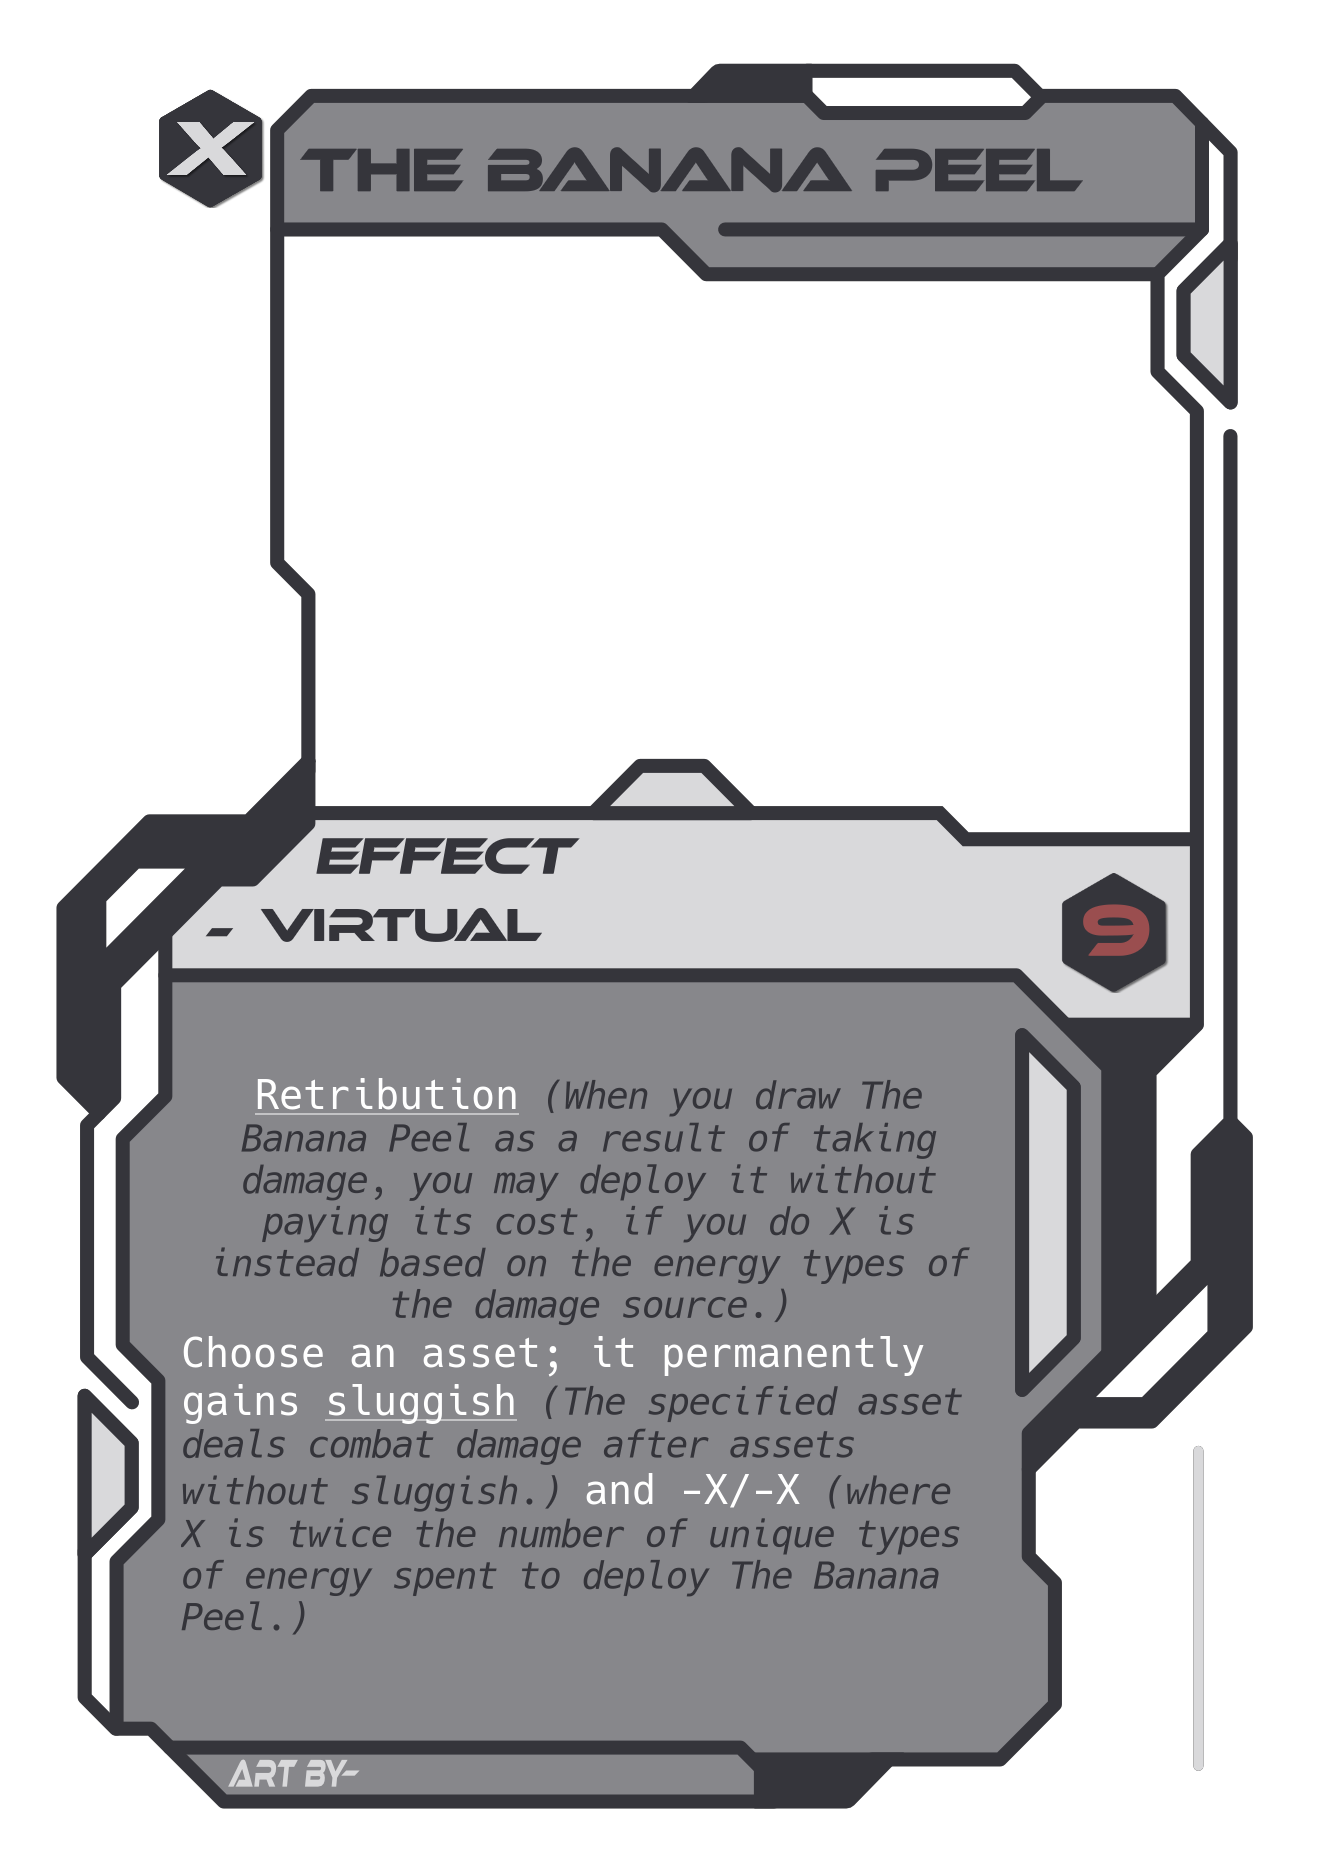 X
THE BANANA PEEL
EFFECT
- VIRTUAL
9
Retribution (When you draw The
Banana Peel as a result of taking
damage, you may deploy it without
paying its cost, if you do X is
instead based on the energy types of
the damage source.)
Choose an asset; it permanently
gains sluggish (The specified asset
deals combat damage after assets
without sluggish.) and -X/-X (where
X is twice the number of unique types
of energy spent to deploy The Banana
Peel.)
ART BY-